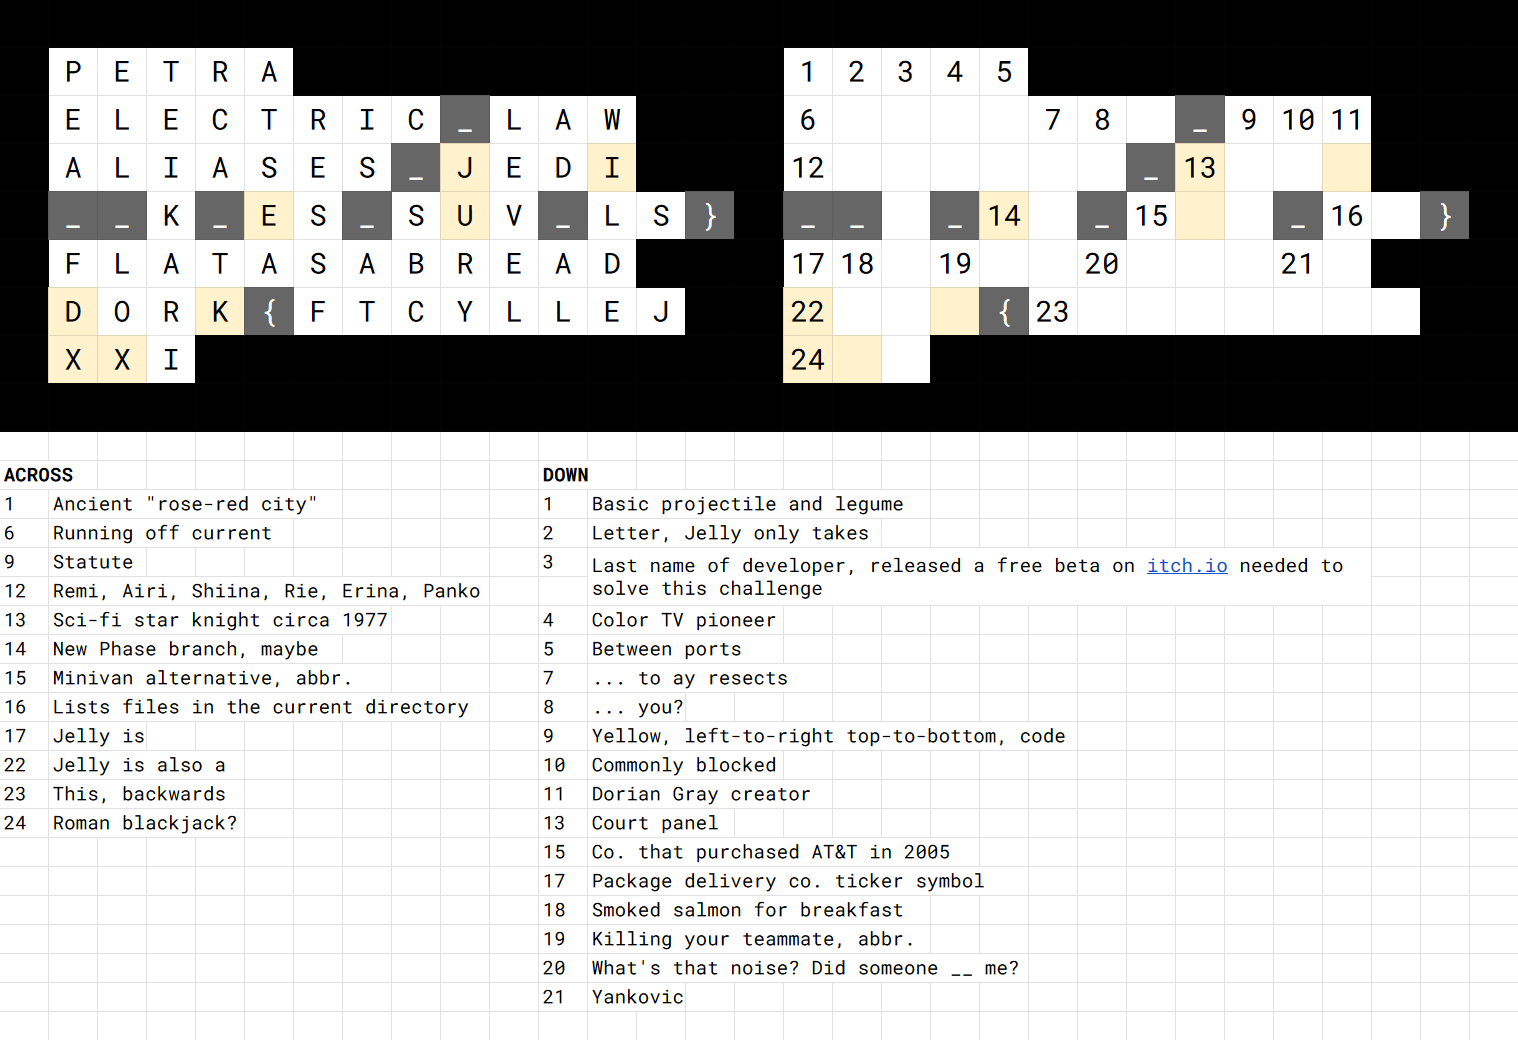 P E T R A 1 2 3 4 5
E L E C T R I C _ L A W 6 7 8 _ 9 10 11
A L I A S E S _ J E D I 12 _ 13
_ _ K _ E S _ S U V _ L S } _ _ _ 14 _ 15 _ 16 }
F L A T A S A B R E A D 17 18 19 20 21
D O R K { F T C Y L L E J 22 { 23
X X I 24
ACROSS
1 Ancient "rose-red city"
6 Running off current
9 Statute
12 Remi, Airi, Shiina, Rie, Erina, Panko
13 Sci-fi star knight circa 1977
14 New Phase branch, maybe
15 Minivan alternative, abbr.
16 Lists files in the current directory
17 Jelly is
22 Jelly is also a
23 This, backwards
24 Roman blackjack?
DOWN
1 Basic projectile and legume
2 Letter, Jelly only takes
3 Last name of developer, released a free beta on itch.io needed to
solve this challenge
4 Color TV pioneer
5 Between ports
7 ... to ay resects
8 ... you?
9 Yellow, left-to-right top-to-bottom, code
10 Commonly blocked
11 Dorian Gray creator
13 Court panel
15 Co. that purchased AT&T in 2005
17 Package delivery co. ticker symbol
18 Smoked salmon for breakfast
19 Killing your teammate, abbr.
20 What's that noise? Did someone __ me?
21 Yankovic